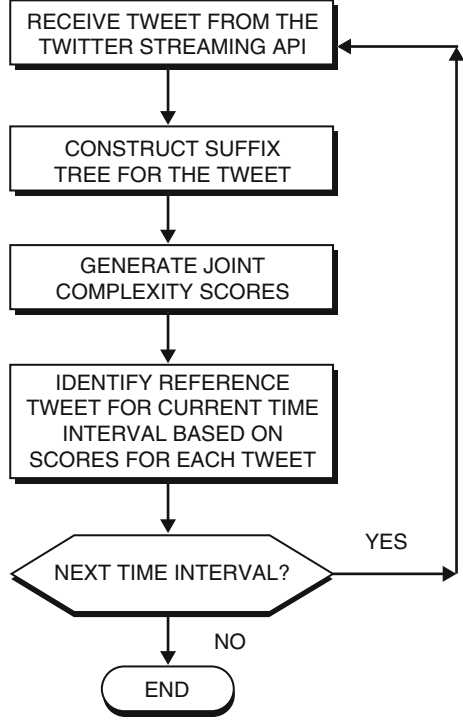 RECEIVE TWEET FROM THE
TWITTER STREAMING API
CONSTRUCT SUFFIX
TREE FOR THE TWEET
GENERATE JOINT
COMPLEXITY SCORES
IDENTIFY REFERENCE
TWEET FOR CURRENT TIME
INTERVAL BASED ON
SCORES FOR EACH TWEET
YES
NEXT TIME INTERVAL?
NO
END